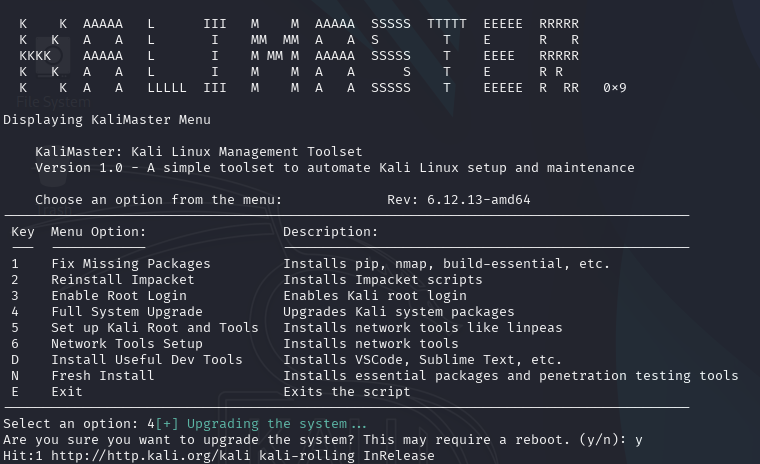 K    K  AAAAA   L      III   M    M  AAAAA  SSSSS  TTTTT  EEEEE  RRRRR
K   K   A   A   L       I    MM  MM  A   A  S        T    E      R   R
KKKK    AAAAA   L       I    M MM M  AAAAA  SSSSS    T    EEEE   RRRRR
K   K   A   A   L       I    M    M  A   A      S    T    E      R R
K    K  A   A   LLLLL  III   M    M  A   A  SSSSS    T    EEEEE  R  RR   0×9
File System
Displaying KaliMaster Menu
KaliMaster: Kali Linux Management Toolset
Version 1.0 - A simple toolset to automate Kali Linux setup and maintenance
Choose an option from the menu:             Rev: 6.12.13-amd64
Key  Menu Option:                 Description:
1    Fix Missing Packages         Installs pip, nmap, build-essential, etc.
2    Reinstall Impacket           Installs Impacket scripts
3    Enable Root Login            Enables Kali root login
4    Full System Upgrade          Upgrades Kali system packages
5    Set up Kali Root and Tools   Installs network tools like linpeas
6    Network Tools Setup          Installs network tools
D    Install Useful Dev Tools     Installs VSCode, Sublime Text, etc.
N    Fresh Install                Installs essential packages and penetration testing tools
E    Exit                         Exits the script
Select an option: 4[+] Upgrading the system...
Are you sure you want to upgrade the system? This may require a reboot. (y/n): y
Hit:1 http://http.kali.org/kali kali-rolling InRelease